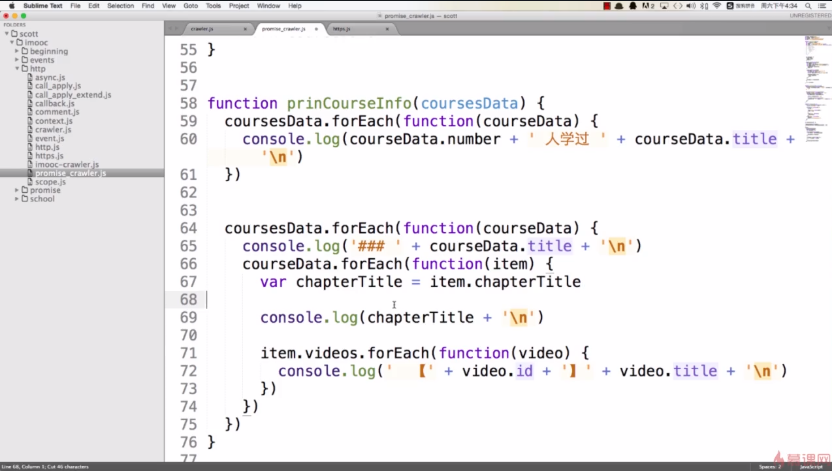 Sublime Text File Edit Selection Find View Goto Tools Project Window Help
周六下午4:34
promise_crawler.js — scott
UNREGISTERED
FOLDERS
scott
imooc
beginning
events
http
async.js
call_apply.js
call_apply_extend.js
callback.js
comment.js
context.js
crawler.js
event.js
http.js
https.js
imooc-crawler.js
promise_crawler.js
scope.js
promise
school
crawler.js
promise_crawler.js
https.js
55 }
56
57
58 function prinCourseInfo(coursesData) {
59 coursesData.forEach(function(courseData) {
60 console.log(courseData.number + ' 人学过 ' + courseData.title +
'\n')
61 })
62
63
64 coursesData.forEach(function(courseData) {
65 console.log('### ' + courseData.title + '\n')
66 courseData.forEach(function(item) {
67 var chapterTitle = item.chapterTitle
68
69 console.log(chapterTitle + '\n')
70
71 item.videos.forEach(function(video) {
72 console.log(' 【' + video.id + '】' + video.title + '\n')
73 })
74 })
75 })
76 }
77
Line 68, Column 1; Cut 46 characters
Spaces: 2
JavaScript
慕课网